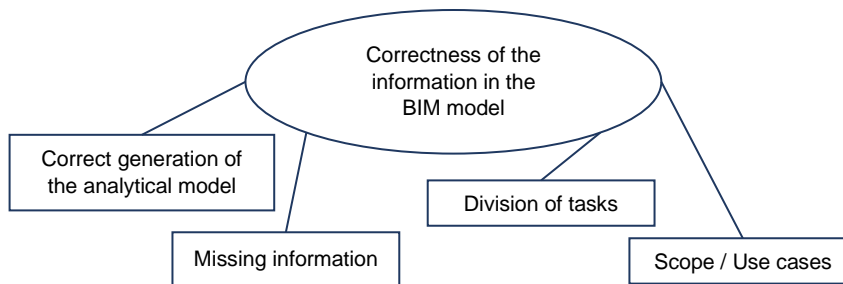 Correctness of the
information in the
BIM model
Correct generation of
the analytical model
Division of tasks
Missing information
Scope / Use cases